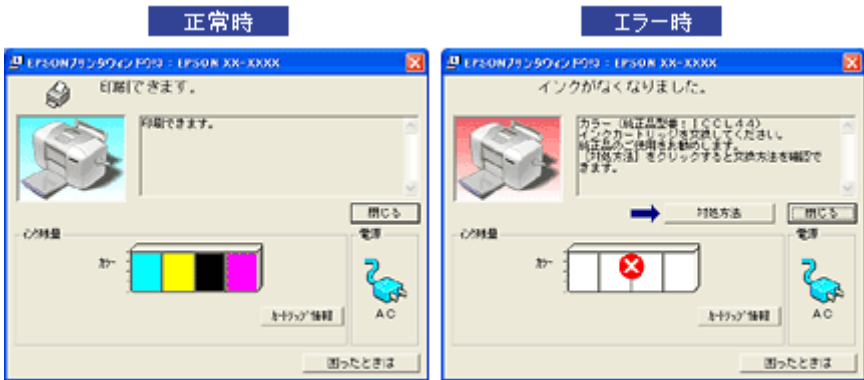 正常時
EPSONプリンタウィンドウ!3 : EPSON XX-XXXX
印刷できます。
印刷できます。
閉じる
インク残量
カラー
カートリッジ情報
電源
AC
困ったときは
エラー時
EPSONプリンタウィンドウ!3 : EPSON XX-XXXX
インクがなくなりました。
カラー（純正品型番：ICCL44）
インクカートリッジを交換してください。
純正品のご使用をお勧めします。
［対処方法］をクリックすると交換方法を確認で
きます。
対処方法
閉じる
インク残量
カラー
カートリッジ情報
電源
AC
困ったときは